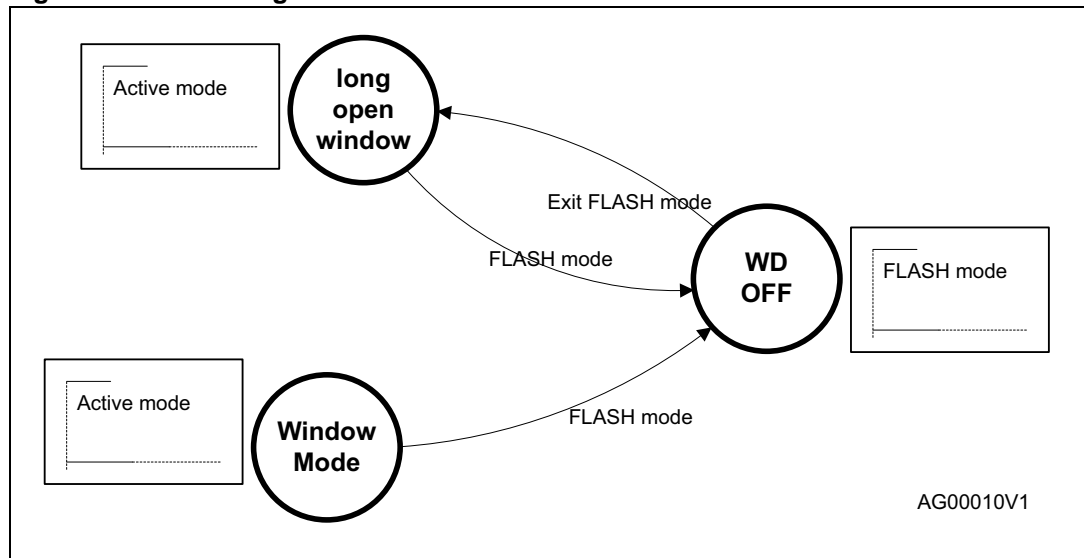 Active mode
long
open
window
Exit FLASH mode
FLASH mode
WD
OFF
FLASH mode
Active mode
Window
Mode
FLASH mode
AG00010V1